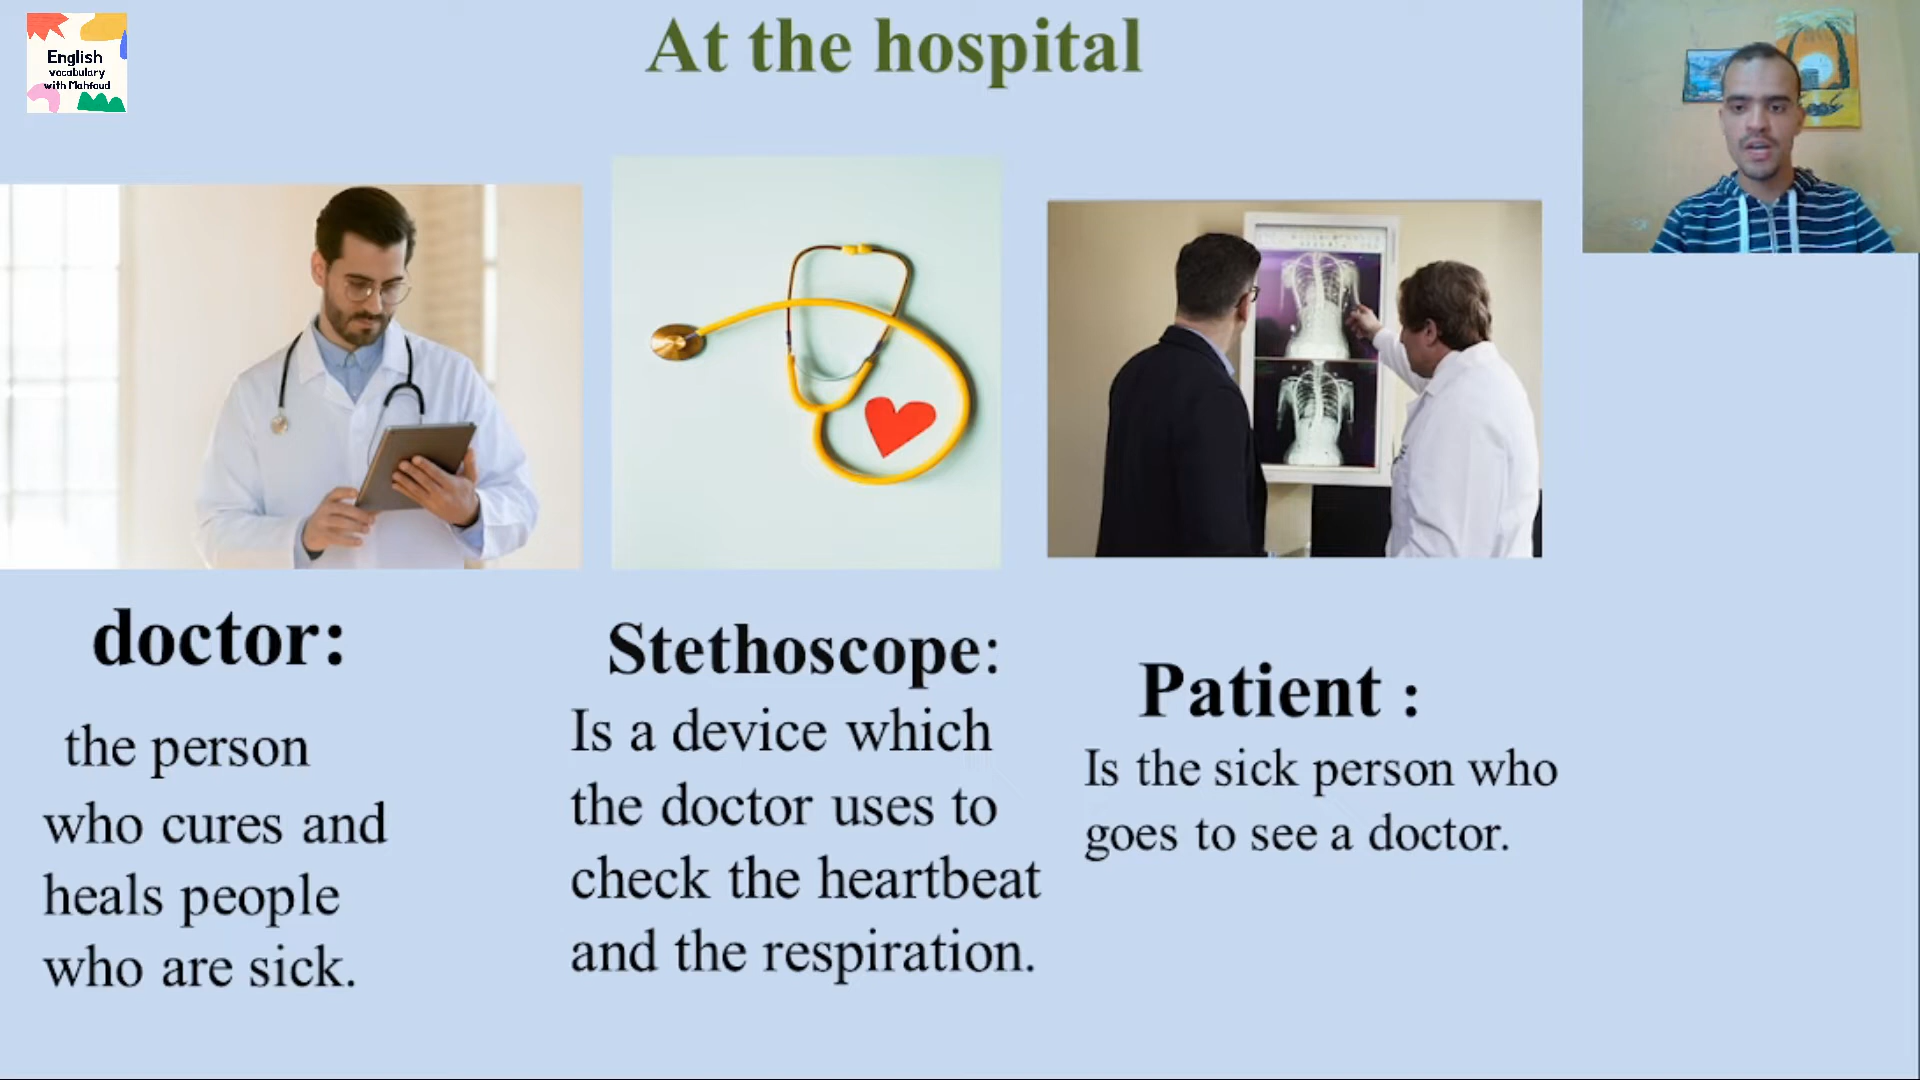 English
vocabulary
with Mahfoud
At the hospital
doctor:
the person
who cures and
heals people
who are sick.
Stethoscope:
Is a device which
the doctor uses to
check the heartbeat
and the respiration.
Patient :
Is the sick person who
goes to see a doctor.